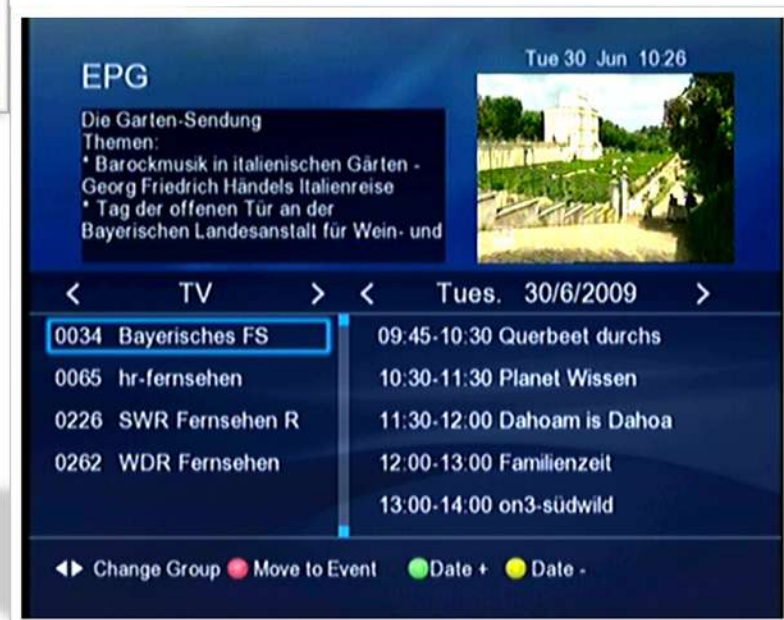 EPG
Tue 30 Jun 10:26
Die Garten-Sendung
Themen:
* Barockmusik in italienischen Gärten -
Georg Friedrich Händels Italienreise
* Tag der offenen Tür an der
Bayerischen Landesanstalt für Wein- und
< TV >
< Tues. 30/6/2009 >
0034 Bayerisches FS
0065 hr-fernsehen
0226 SWR Fernsehen R
0262 WDR Fernsehen
09:45-10:30 Querbeet durchs
10:30-11:30 Planet Wissen
11:30-12:00 Dahoam is Dahoa
12:00-13:00 Familienzeit
13:00-14:00 on3-südwild
Change Group Move to Event Date + Date -